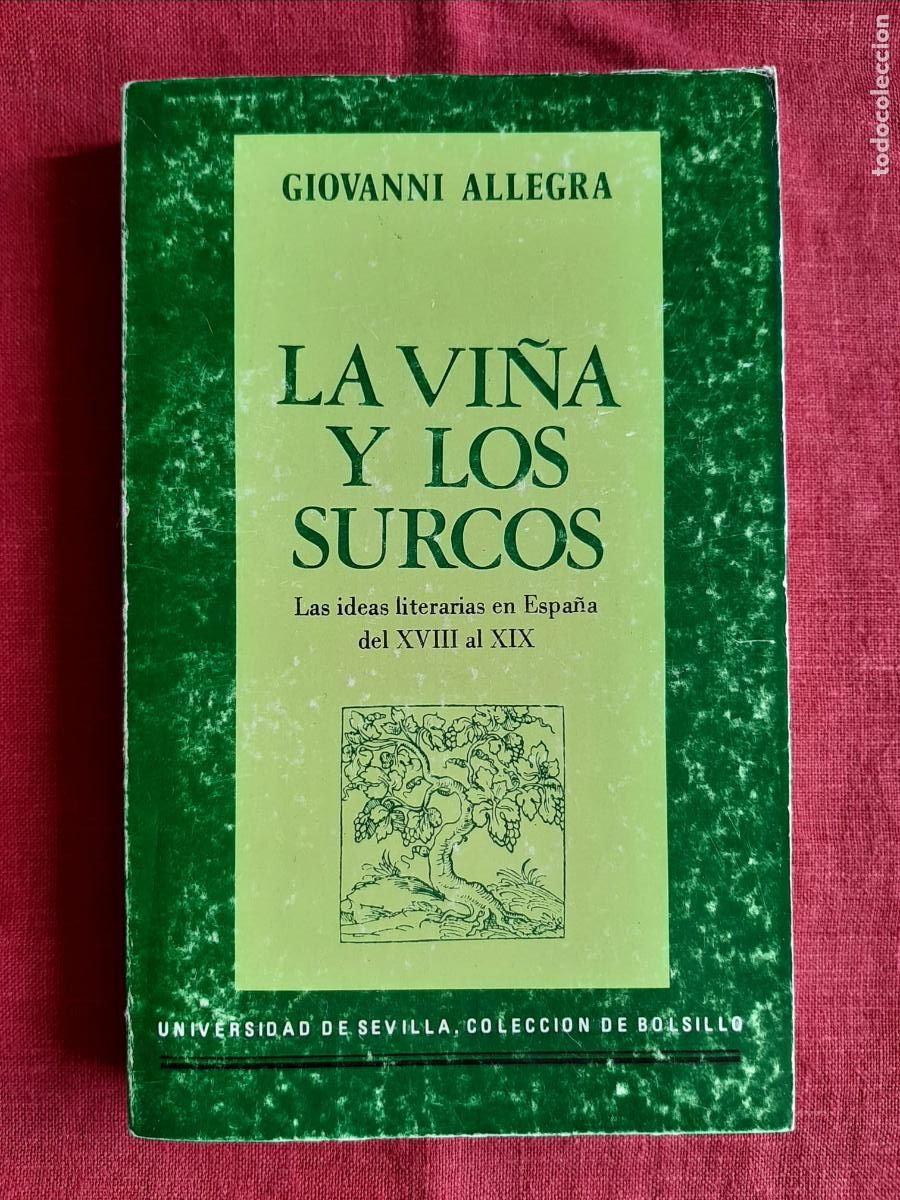 GIOVANNI ALLEGRA
LA VIÑA
Y LOS
SURCOS
Las ideas literarias en España
del XVIII al XIX
UNIVERSIDAD DE SEVILLA. COLECCION DE BOLSILLO
todocoleccion